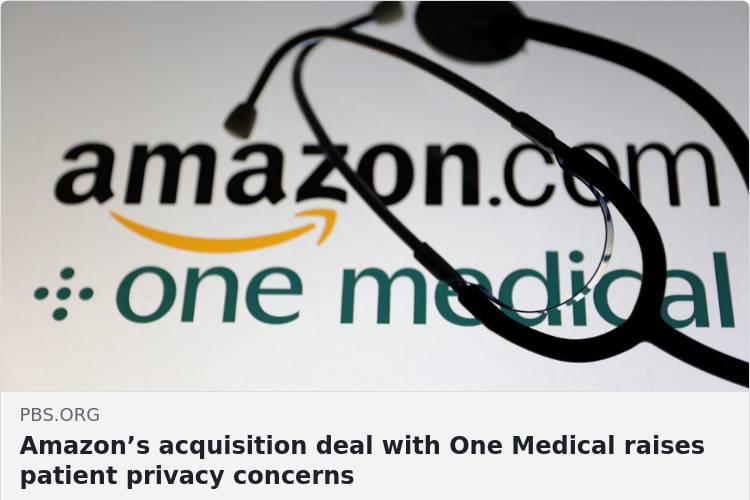 amazon.com
one medical
PBS.ORG
Amazon’s acquisition deal with One Medical raises
patient privacy concerns